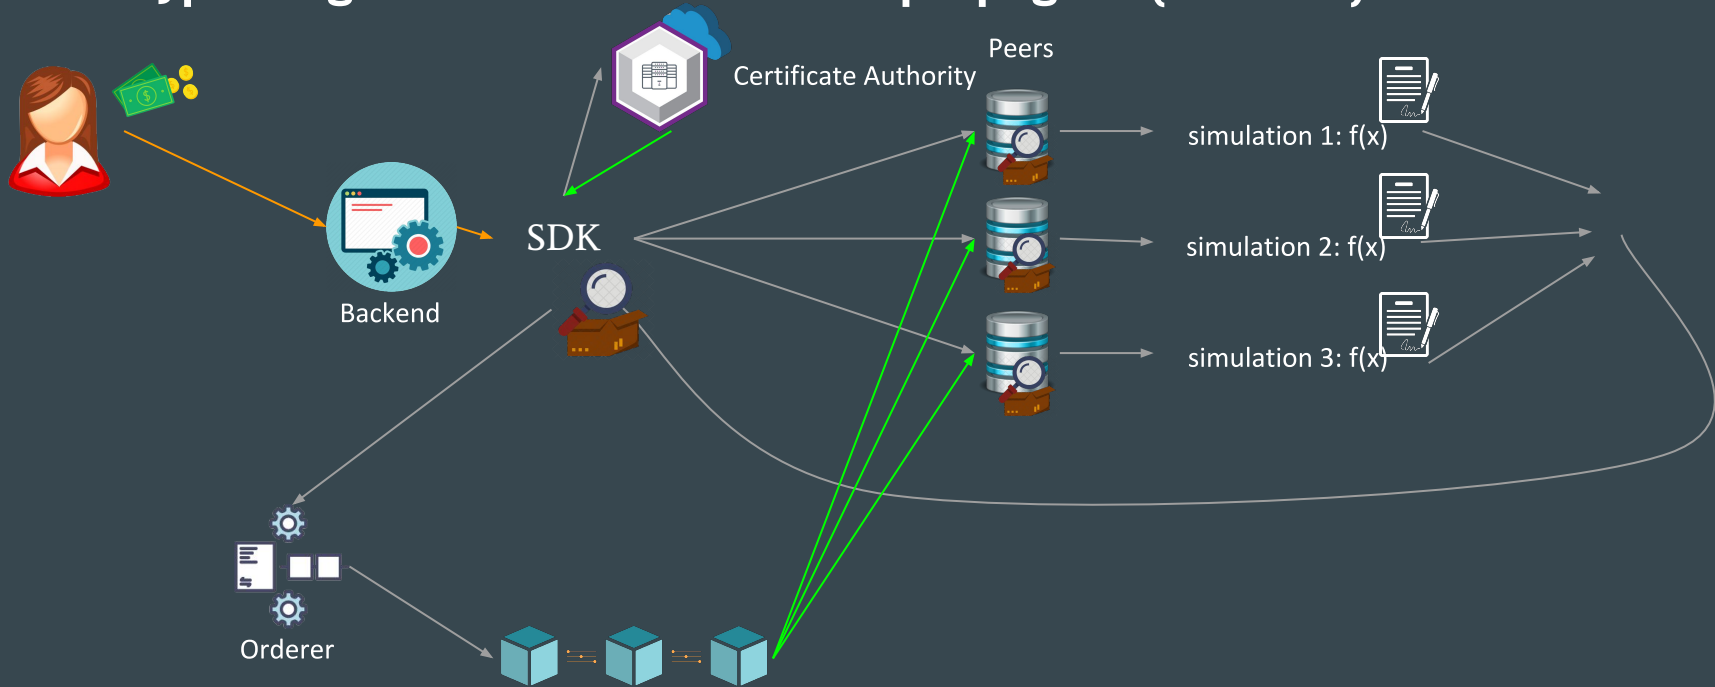 Peers
Certificate Authority
simulation 1: f(x)
SDK
simulation 2: f(x)
Backend
simulation 3: f(x)
Orderer